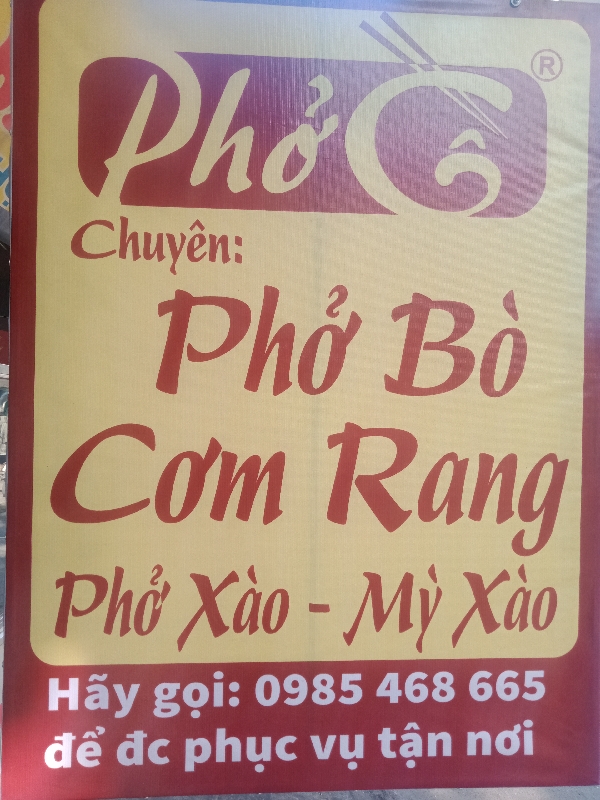 Phở Cồ ®
Chuyên:
Phở Bò
Cơm Rang
Phở Xào - Mỳ Xào
Hãy gọi: 0985 468 665
để đc phục vụ tận nơi